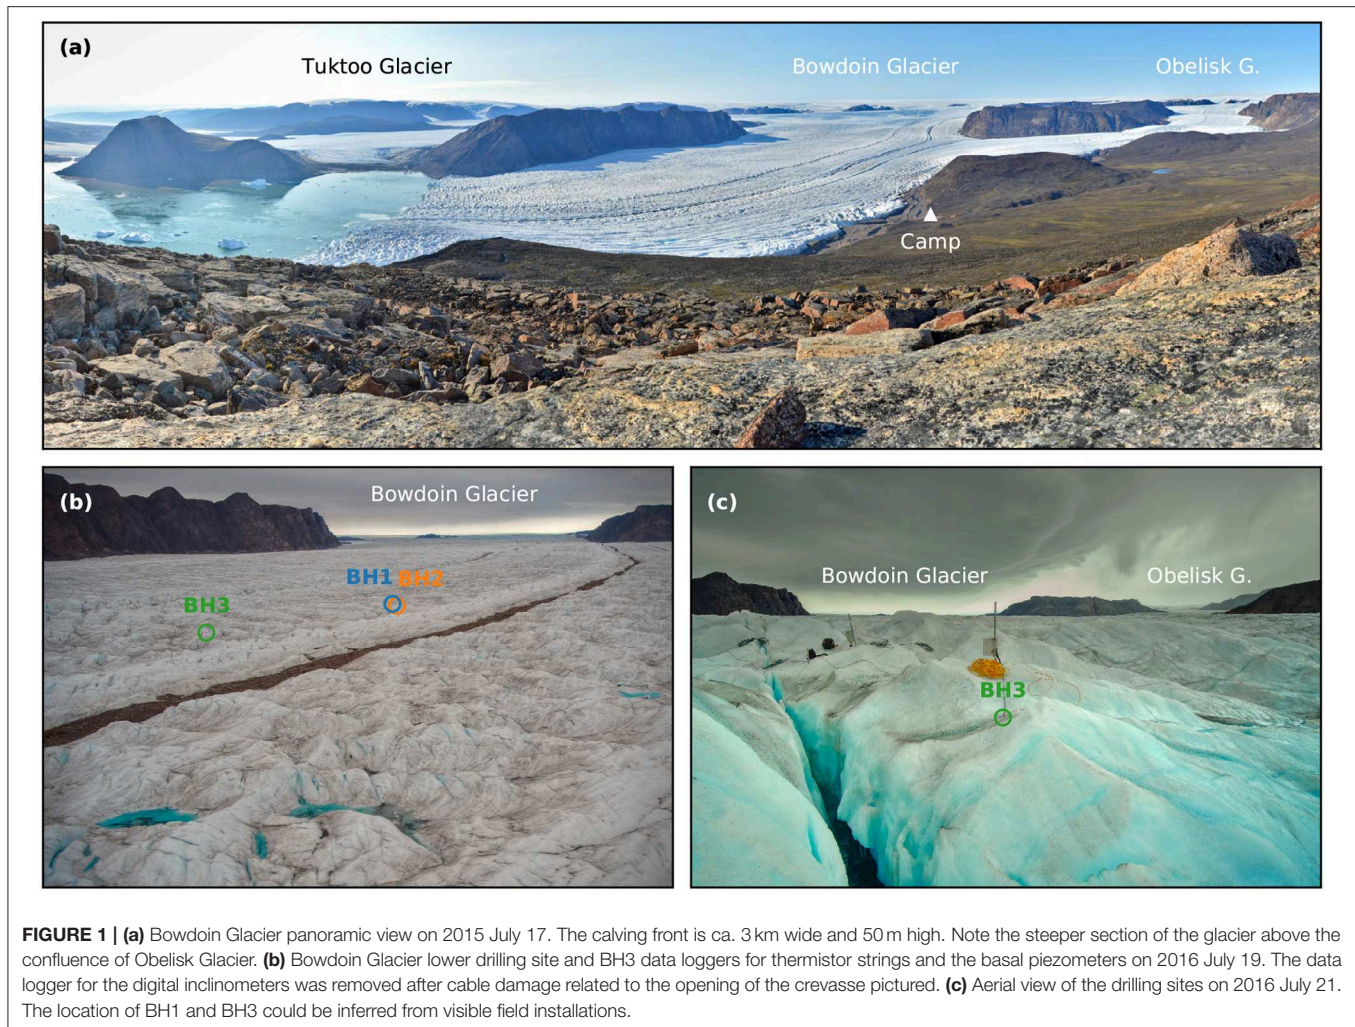 (a)
Tuktoo Glacier
Bowdoin Glacier
Obelisk G.
Camp
(b)
Bowdoin Glacier
BH1
BH2
BH3
(c)
Bowdoin Glacier
Obelisk G.
BH3
FIGURE 1 | (a) Bowdoin Glacier panoramic view on 2015 July 17. The calving front is ca. 3 km wide and 50 m high. Note the steeper section of the glacier above the
confluence of Obelisk Glacier. (b) Bowdoin Glacier lower drilling site and BH3 data loggers for thermistor strings and the basal piezometers on 2016 July 19. The data
logger for the digital inclinometers was removed after cable damage related to the opening of the crevasse pictured. (c) Aerial view of the drilling sites on 2016 July 21.
The location of BH1 and BH3 could be inferred from visible field installations.